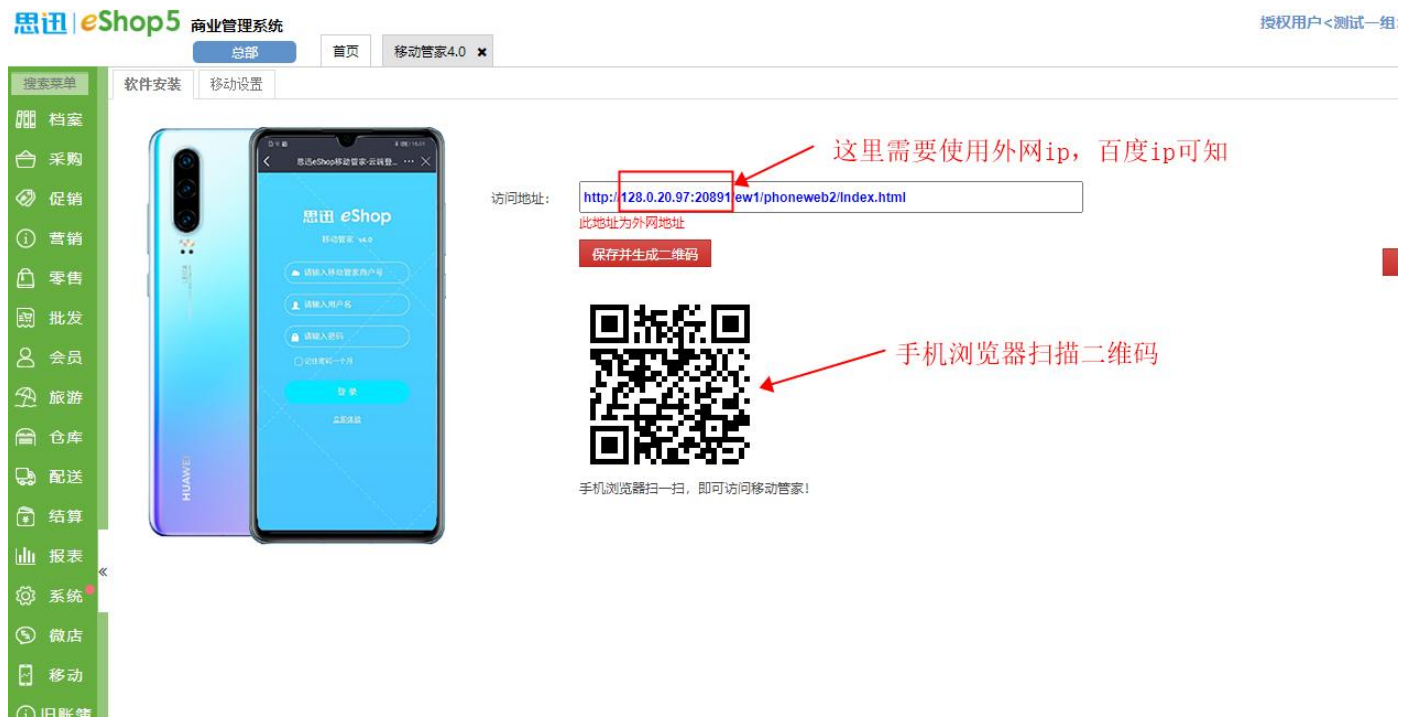 思迅 eShop5 商业管理系统
授权用户<测试一组
总部
首页
移动管家4.0 ×
搜索菜单
软件安装
移动设置
档案
采购
促销
营销
零售
批发
会员
旅游
仓库
配送
结算
报表
系统
微店
移动
旧账簿
思迅eShop移动管家-云端登... ··· ×
思迅 eShop
移动管家 v4.0
请输入移动管家商户号
请输入用户名
请输入密码
记住密码一个月
登录
立即体验
HUAWEI
这里需要使用外网ip，百度ip可知
访问地址：
http://128.0.20.97:20891/ew1/phoneweb2/Index.html
此地址为外网地址
保存并生成二维码
手机浏览器扫描二维码
手机浏览器扫一扫，即可访问移动管家！
«